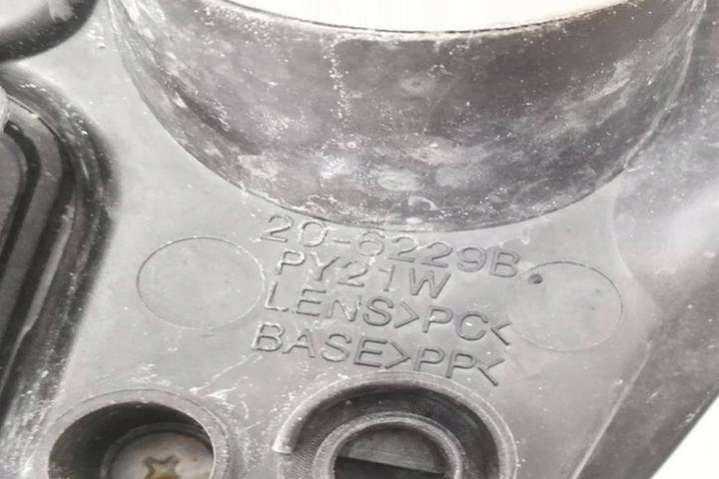 20-6229B.
PY21W
LENS>PC<
BASE>PP<